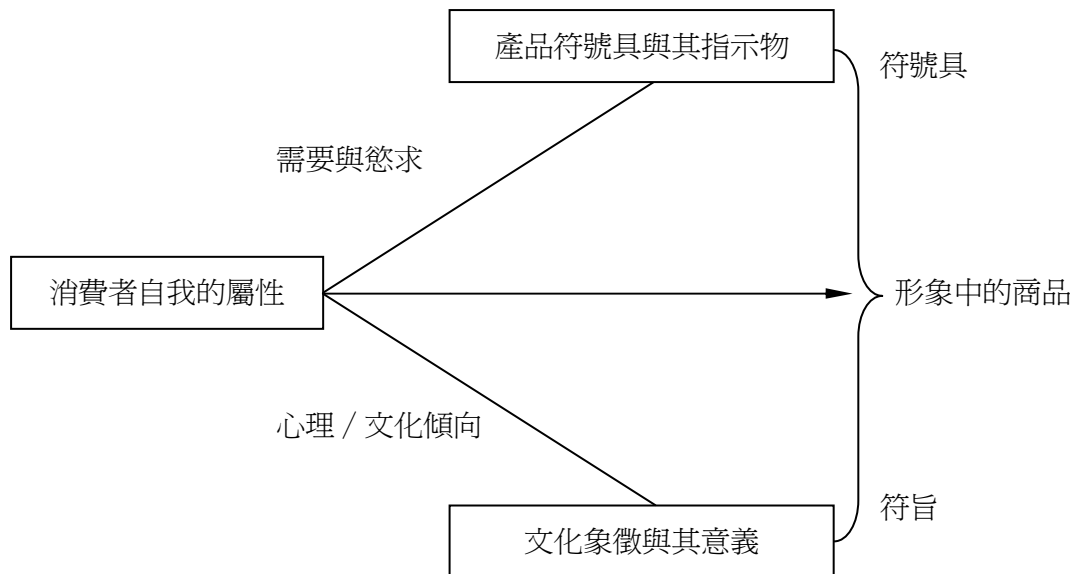 產品符號具與其指示物
符號具
需要與慾求
消費者自我的屬性
形象中的商品
心理／文化傾向
符旨
文化象徵與其意義